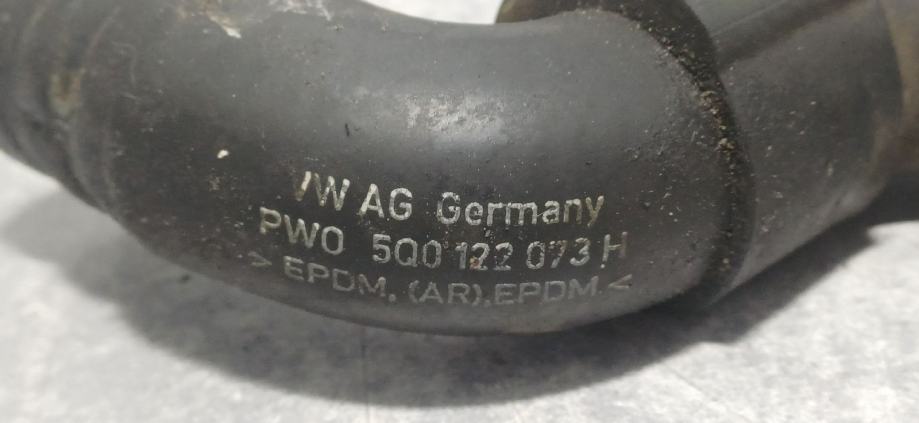 VW AG Germany
PWO 5Q0 122 073 H
> EPDM, (AR), EPDM <